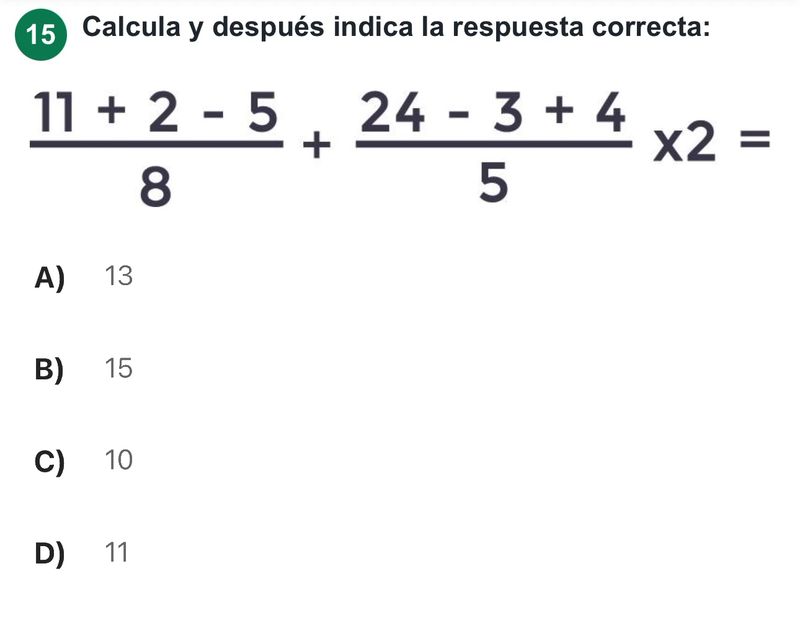 15 Calcula y después indica la respuesta correcta:
11 + 2 - 5 24 - 3 + 4
+ x2 =
8 5
A) 13
B) 15
C) 10
D) 11